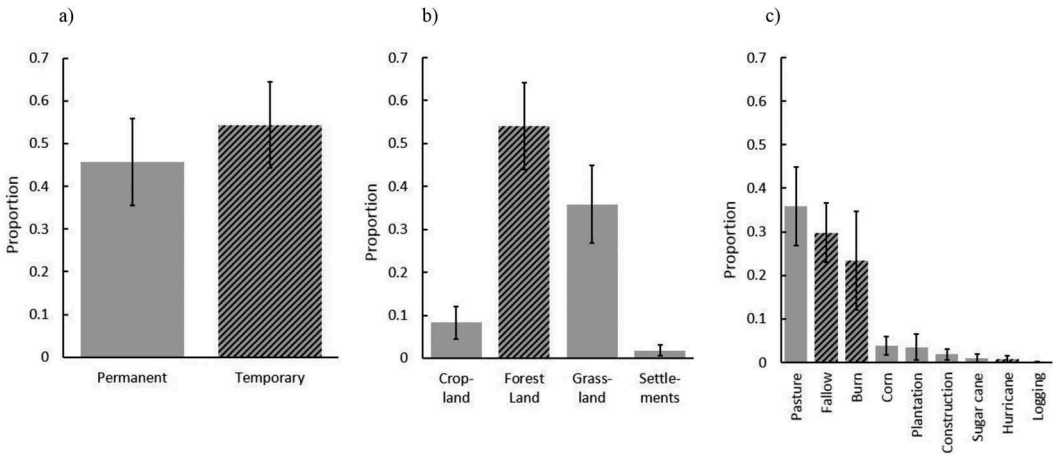 a)
Proportion
0.7
0.6
0.5
0.4
0.3
0.2
0.1
0
Permanent
Temporary
b)
Proportion
0.7
0.6
0.5
0.4
0.3
0.2
0.1
0
Crop-
land
Forest
Land
Grass-
land
Settle-
ments
c)
Proportion
0.7
0.6
0.5
0.4
0.3
0.2
0.1
0
Pasture
Fallow
Burn
Corn
Plantation
Construction
Sugar cane
Hurricane
Logging